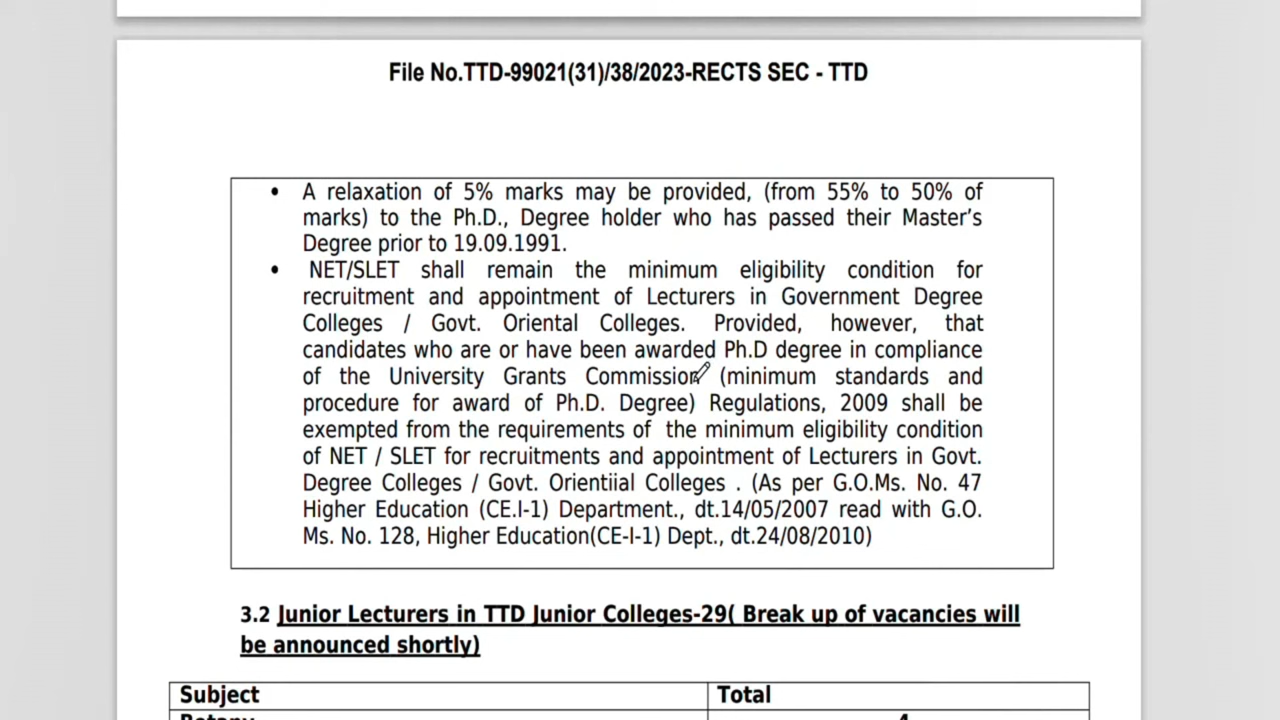 File No.TTD-99021(31)/38/2023-RECTS SEC - TTD
• A relaxation of 5% marks may be provided, (from 55% to 50% of
marks) to the Ph.D., Degree holder who has passed their Master's
Degree prior to 19.09.1991.
• NET/SLET shall remain the minimum eligibility condition for
recruitment and appointment of Lecturers in Government Degree
Colleges / Govt. Oriental Colleges. Provided, however, that
candidates who are or have been awarded Ph.D degree in compliance
of the University Grants Commission (minimum standards and
procedure for award of Ph.D. Degree) Regulations, 2009 shall be
exempted from the requirements of the minimum eligibility condition
of NET / SLET for recruitments and appointment of Lecturers in Govt.
Degree Colleges / Govt. Orientiial Colleges . (As per G.O.Ms. No. 47
Higher Education (CE.I-1) Department., dt.14/05/2007 read with G.O.
Ms. No. 128, Higher Education(CE-I-1) Dept., dt.24/08/2010)
3.2 Junior Lecturers in TTD Junior Colleges-29( Break up of vacancies will
be announced shortly)
Subject Total
Botany 4